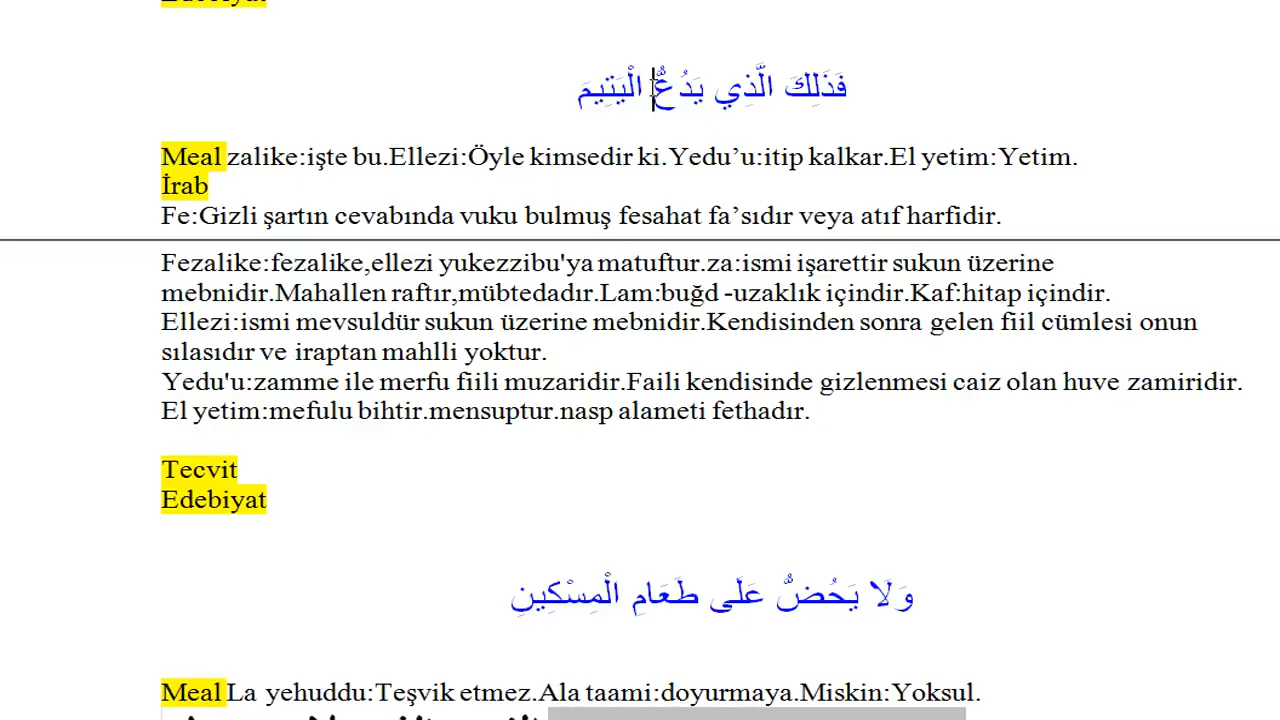 فَذَلِكَ الَّذِي يَدُعُّ الْيَتِيمَ
Meal zalike:işte bu.Ellezi:Öyle kimsedir ki.Yedu’u:itip kalkar.El yetim:Yetim.
İrab
Fe:Gizli şartın cevabında vuku bulmuş fesahat fa’sıdır veya atıf harfidir.
Fezalike:fezalike,ellezi yukezzibu'ya matuftur.za:ismi işarettir sukun üzerine
mebnidir.Mahallen raftır,mübtedadır.Lam:buğd -uzaklık içindir.Kaf:hitap içindir.
Ellezi:ismi mevsuldür sukun üzerine mebnidir.Kendisinden sonra gelen fiil cümlesi onun
sılasıdır ve iraptan mahlli yoktur.
Yedu'u:zamme ile merfu fiili muzaridir.Faili kendisinde gizlenmesi caiz olan huve zamiridir.
El yetim:mefulu bihtir.mensuptur.nasp alameti fethadır.
Tecvit
Edebiyat
وَلَا يَحُضُّ عَلَى طَعَامِ الْمِسْكِينِ
Meal La yehuddu:Teşvik etmez.Ala taami:doyurmaya.Miskin:Yoksul.